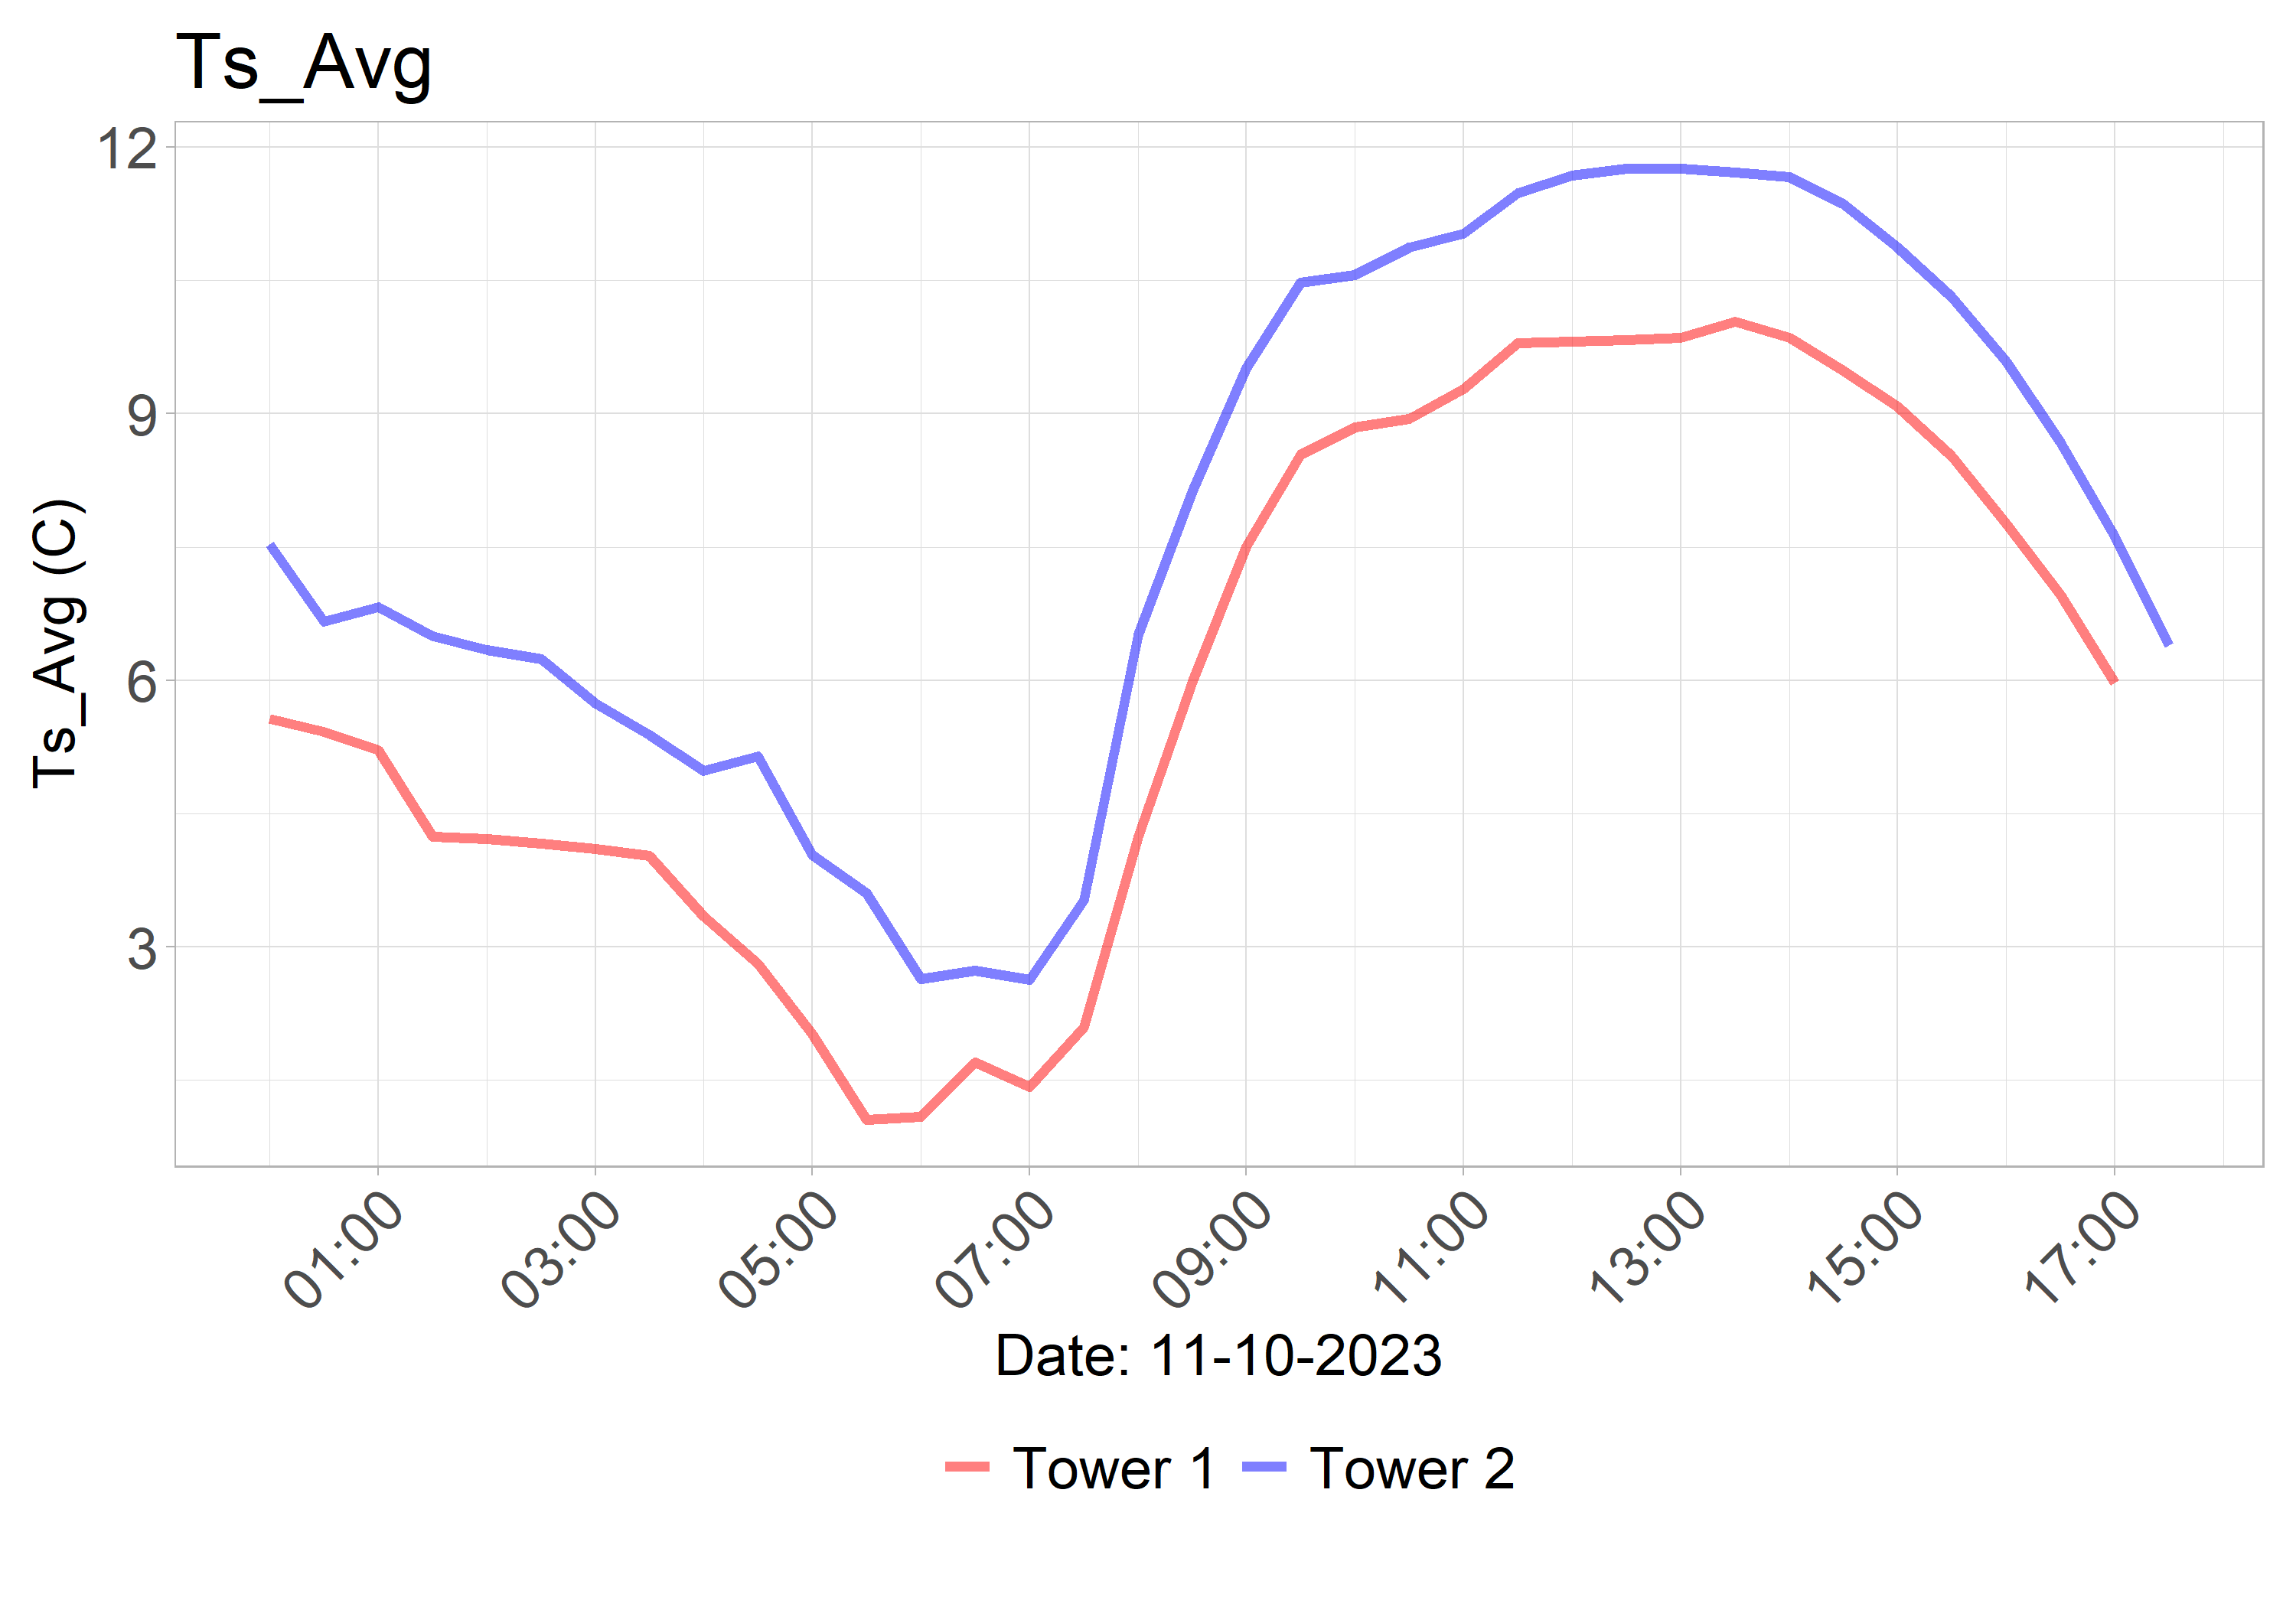 Ts_Avg
12
9
6
3
Ts_Avg (C)
01:00 03:00 05:00 07:00 09:00 11:00 13:00 15:00 17:00
Date: 11-10-2023
Tower 1 Tower 2